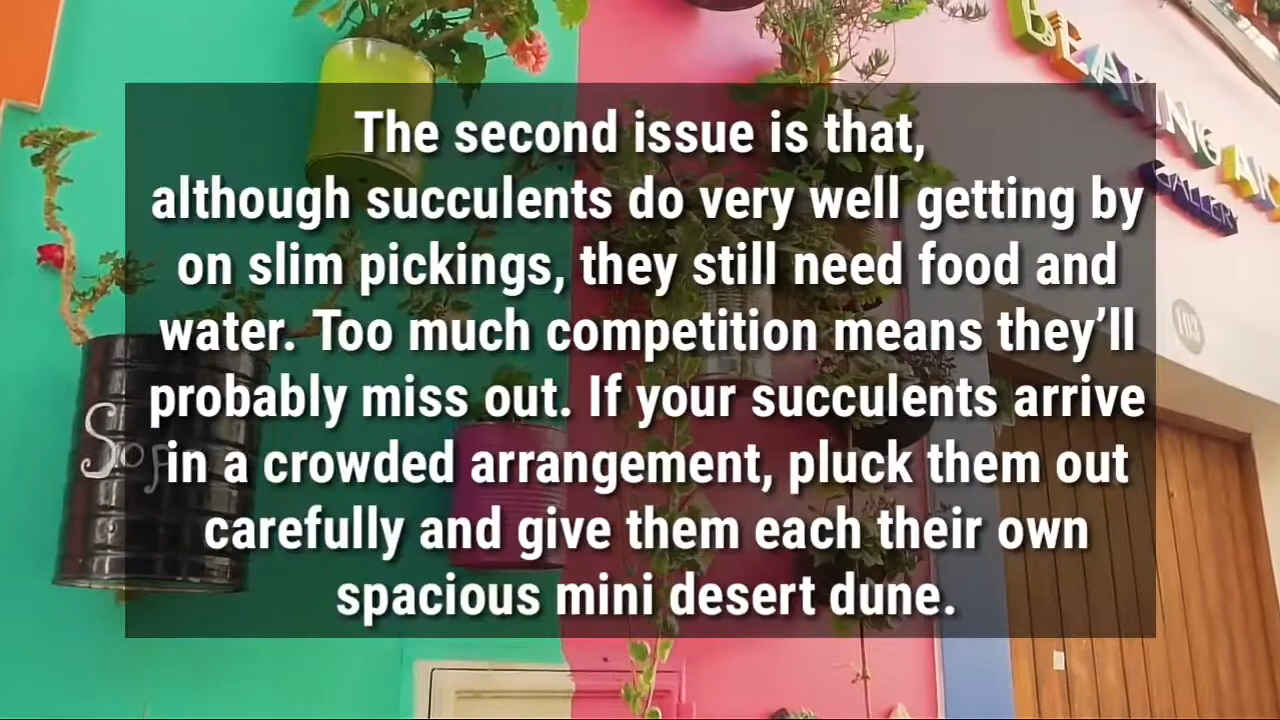 The second issue is that,
although succulents do very well getting by
on slim pickings, they still need food and
water. Too much competition means they’ll
probably miss out. If your succulents arrive
in a crowded arrangement, pluck them out
carefully and give them each their own
spacious mini desert dune.
GALLERY
103